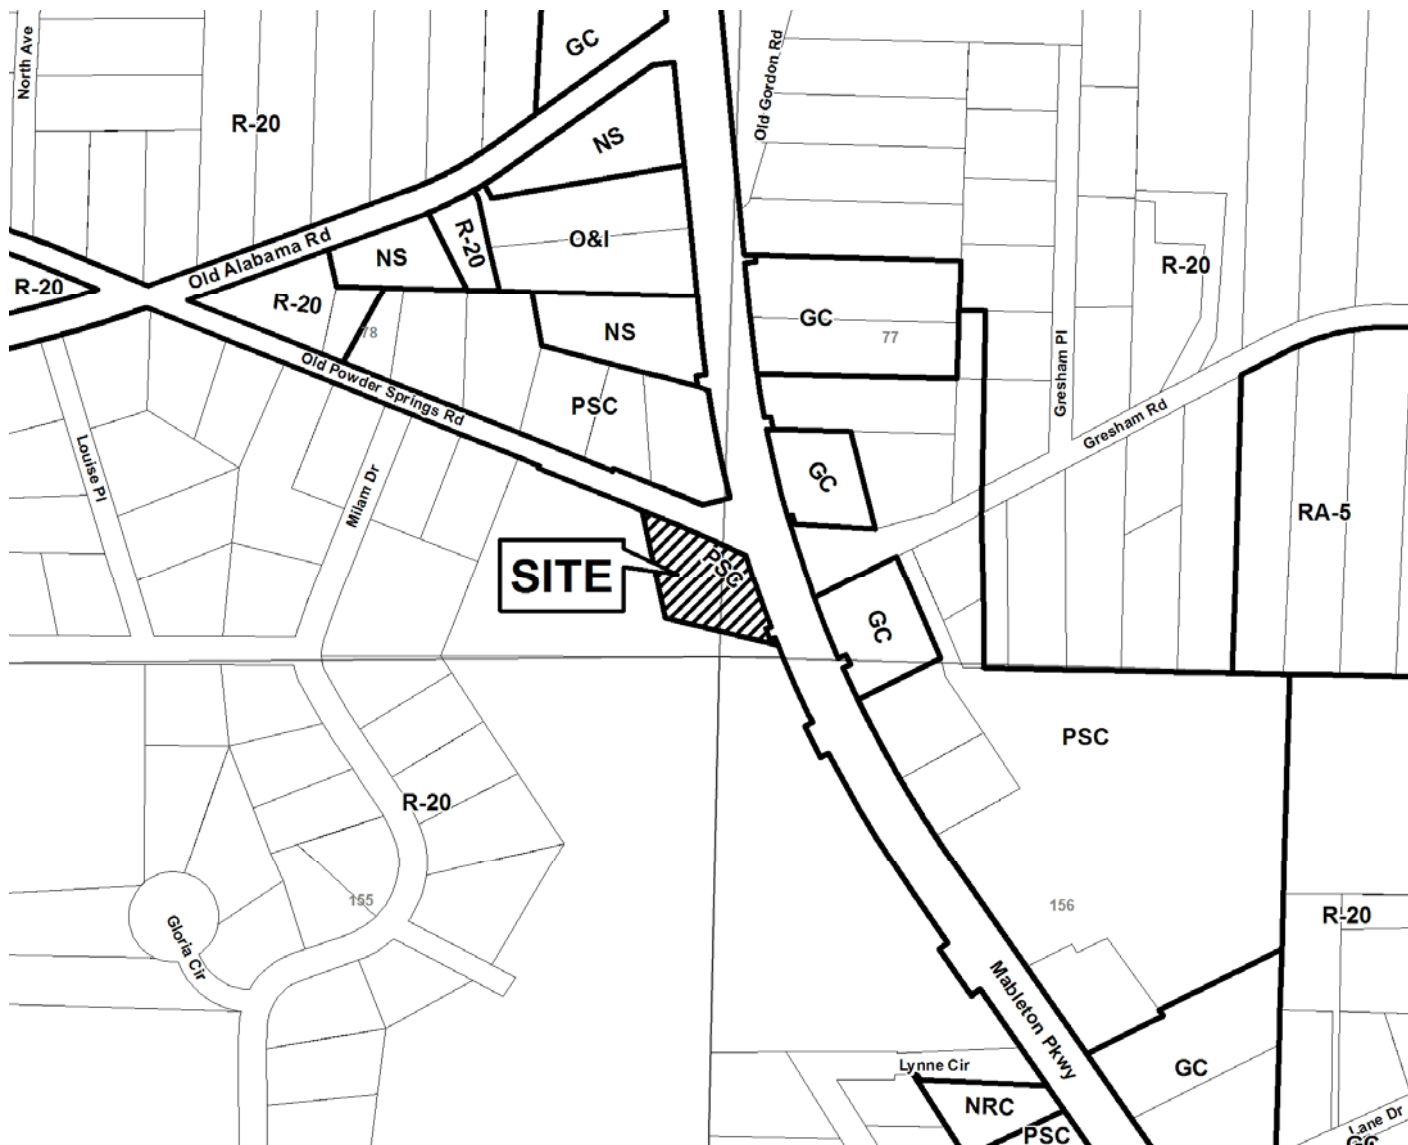 North Ave
GC
Old Gordon Rd
R-20
NS
R-20
O&I
Old Alabama Rd
NS
R-20
R-20
R-20
GC
77
NS
78
Old Powder Springs Rd
Gresham Pl
PSC
Gresham Rd
Louise Pl
Milam Dr
GC
RA-5
PSC
SITE
GC
PSC
R-20
155
156
R-20
Gloria Cir
Mableton Pkwy
Lynne Cir
GC
NRC
Lane Dr
PSC